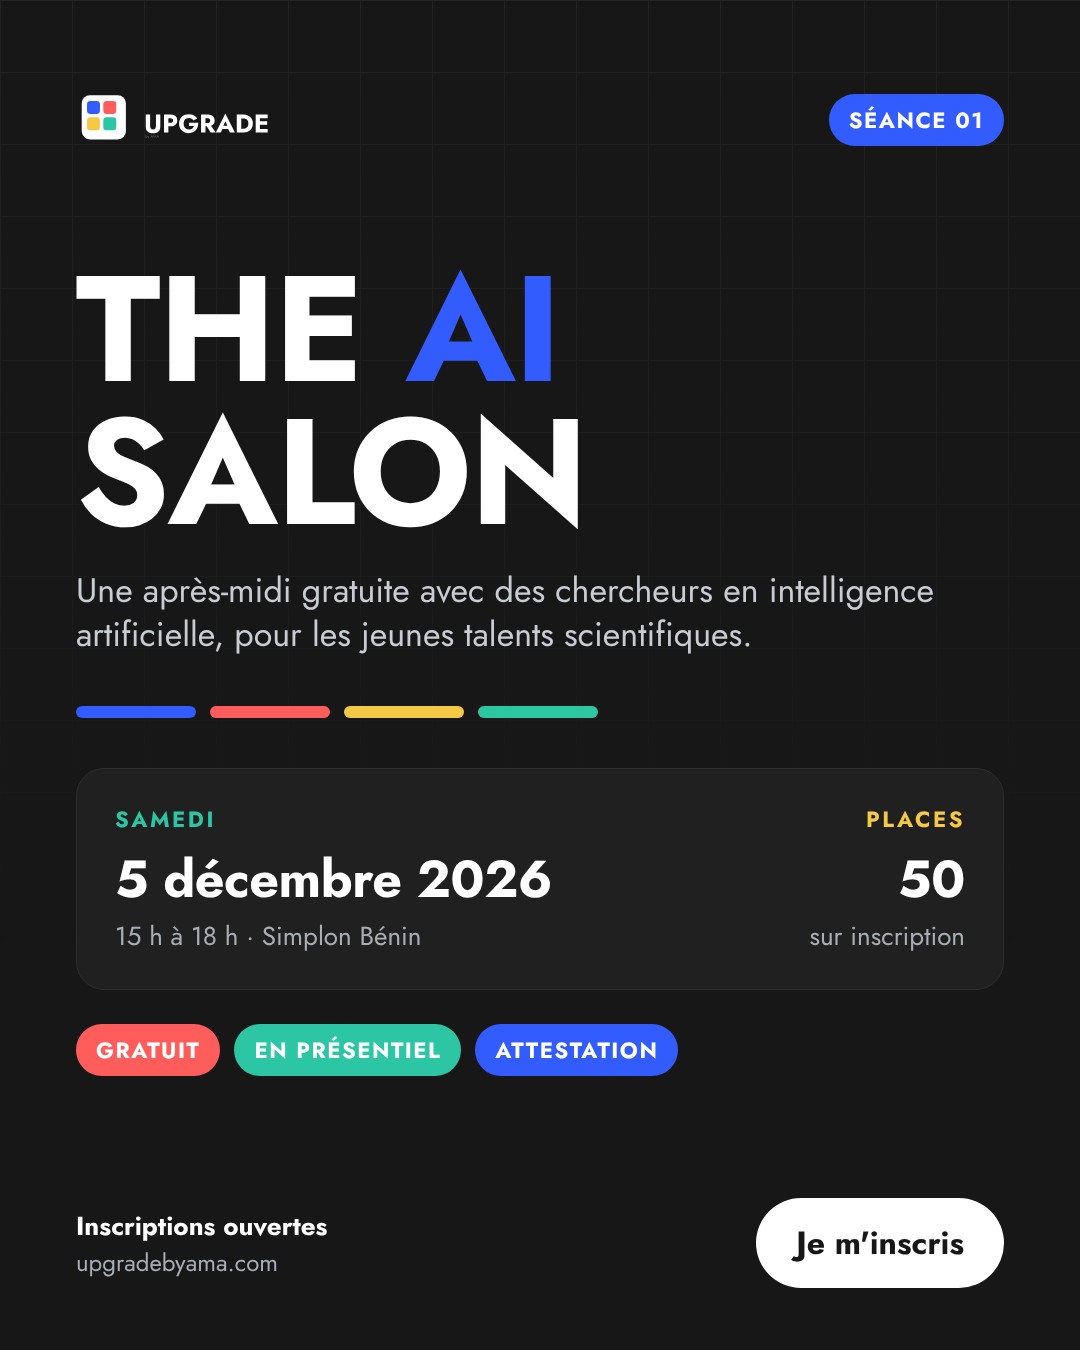 UPGRADE
SÉANCE 01
THE AI
SALON
Une après-midi gratuite avec des chercheurs en intelligence
artificielle, pour les jeunes talents scientifiques.
SAMEDI
PLACES
5 décembre 2026
50
15 h à 18 h · Simplon Bénin
sur inscription
GRATUIT
EN PRÉSENTIEL
ATTESTATION
Inscriptions ouvertes
upgradebyama.com
Je m'inscris